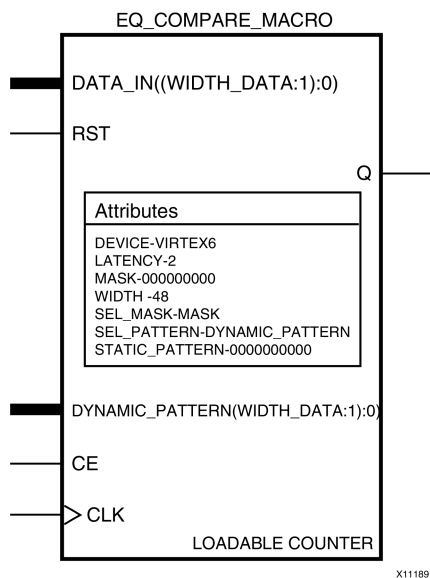 EQ_COMPARE_MACRO
DATA_IN((WIDTH_DATA:1):0)
RST
Q
Attributes
DEVICE-VIRTEX6
LATENCY-2
MASK-000000000
WIDTH -48
SEL_MASK-MASK
SEL_PATTERN-DYNAMIC_PATTERN
STATIC_PATTERN-0000000000
DYNAMIC_PATTERN(WIDTH_DATA:1):0)
CE
CLK
LOADABLE COUNTER
X11189